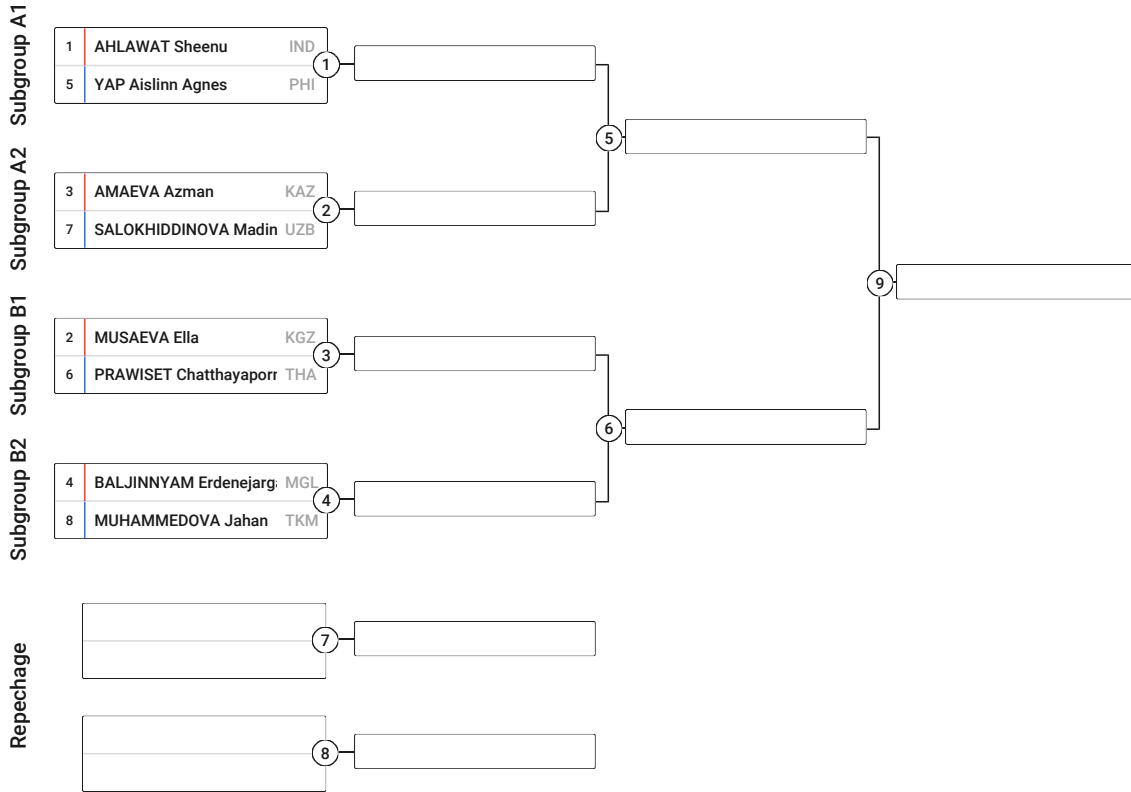 Subgroup A1
1 AHLAWAT Sheenu IND
5 YAP Aislinn Agnes PHI
1
5
Subgroup A2
3 AMAEVA Azman KAZ
7 SALOKHIDDINOVA Madin UZB
2
9
Subgroup B1
2 MUSAEVA Ella KGZ
6 PRAWISET Chatthayaporn THA
3
6
Subgroup B2
4 BALJINNYAM Erdenejarg MGL
8 MUHAMMEDOVA Jahan TKM
4
Repechage
7
8